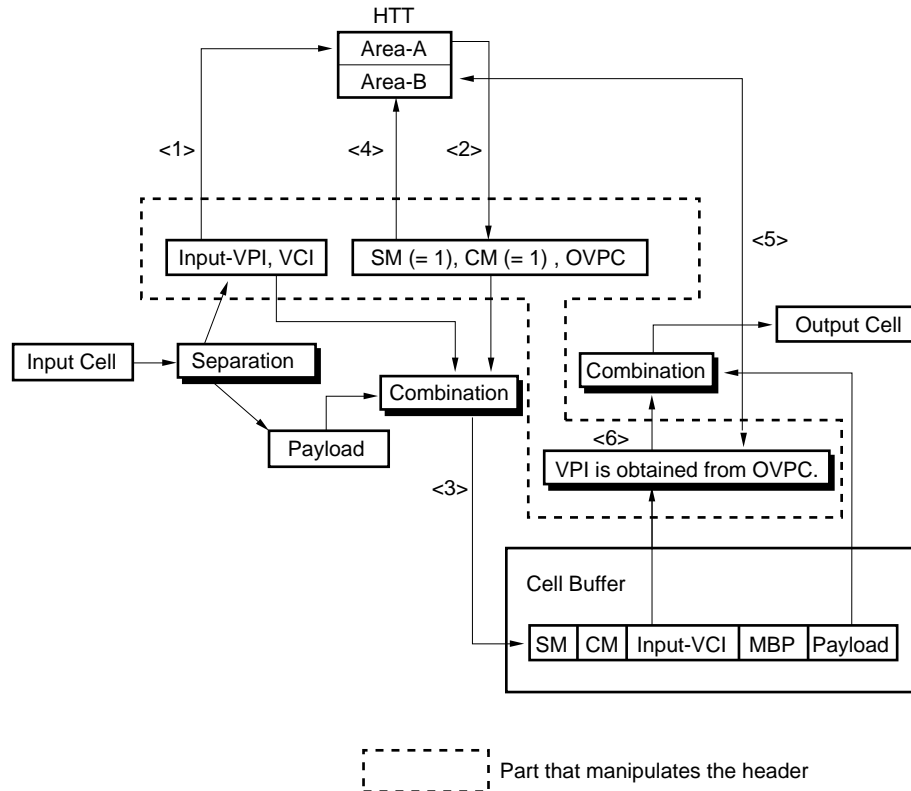 HTT
Area-A
Area-B
<1>
<4>
<2>
<5>
Input-VPI, VCI
SM (= 1), CM (= 1) , OVPC
Output Cell
Input Cell
Separation
Combination
Combination
Payload
<6>
VPI is obtained from OVPC.
<3>
Cell Buffer
SM CM Input-VCI MBP Payload
Part that manipulates the header